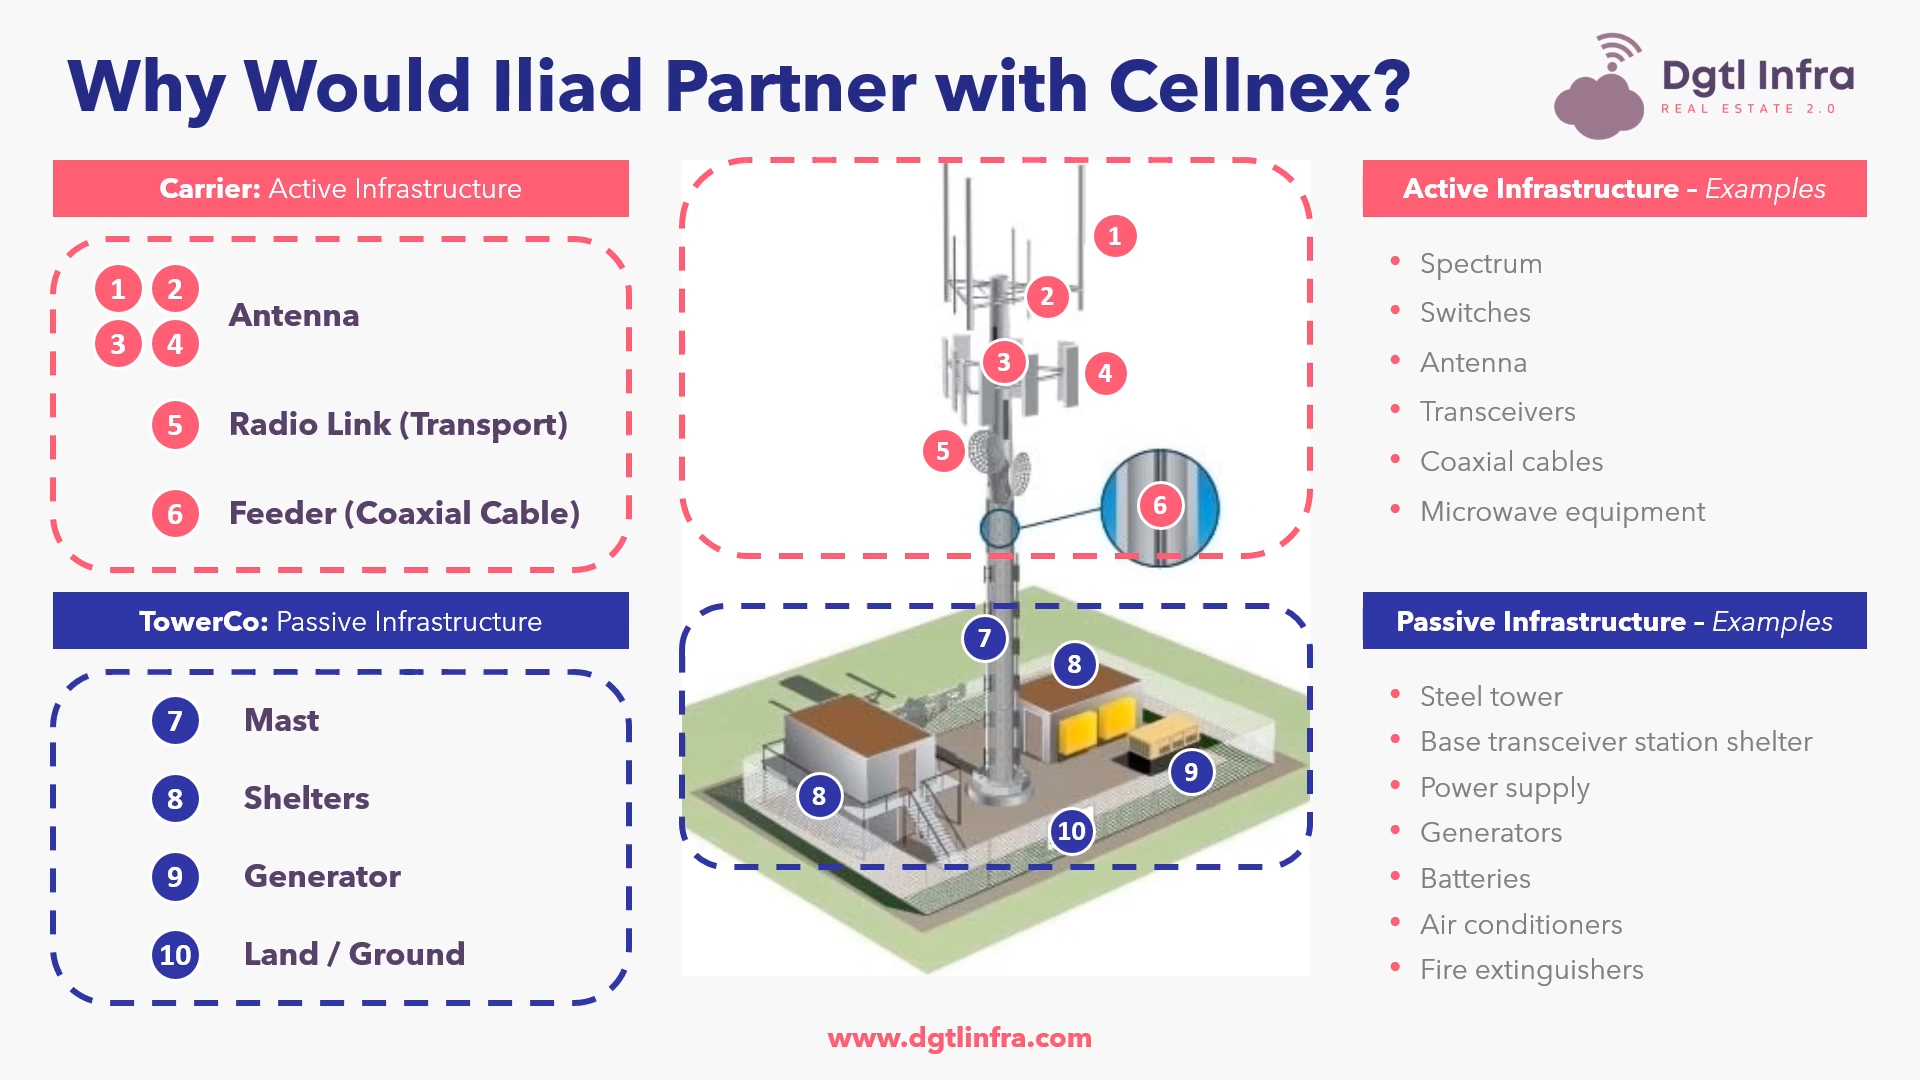 Why Would Iliad Partner with Cellnex?
Dgtl Infra
REAL ESTATE 2.0
Carrier: Active Infrastructure
1 2
3 4
Antenna
5 Radio Link (Transport)
6 Feeder (Coaxial Cable)
TowerCo: Passive Infrastructure
7 Mast
8 Shelters
9 Generator
10 Land / Ground
1
2
3
4
5
6
7
8
8
9
10
Active Infrastructure – Examples
• Spectrum
• Switches
• Antenna
• Transceivers
• Coaxial cables
• Microwave equipment
Passive Infrastructure – Examples
• Steel tower
• Base transceiver station shelter
• Power supply
• Generators
• Batteries
• Air conditioners
• Fire extinguishers
www.dgtlinfra.com